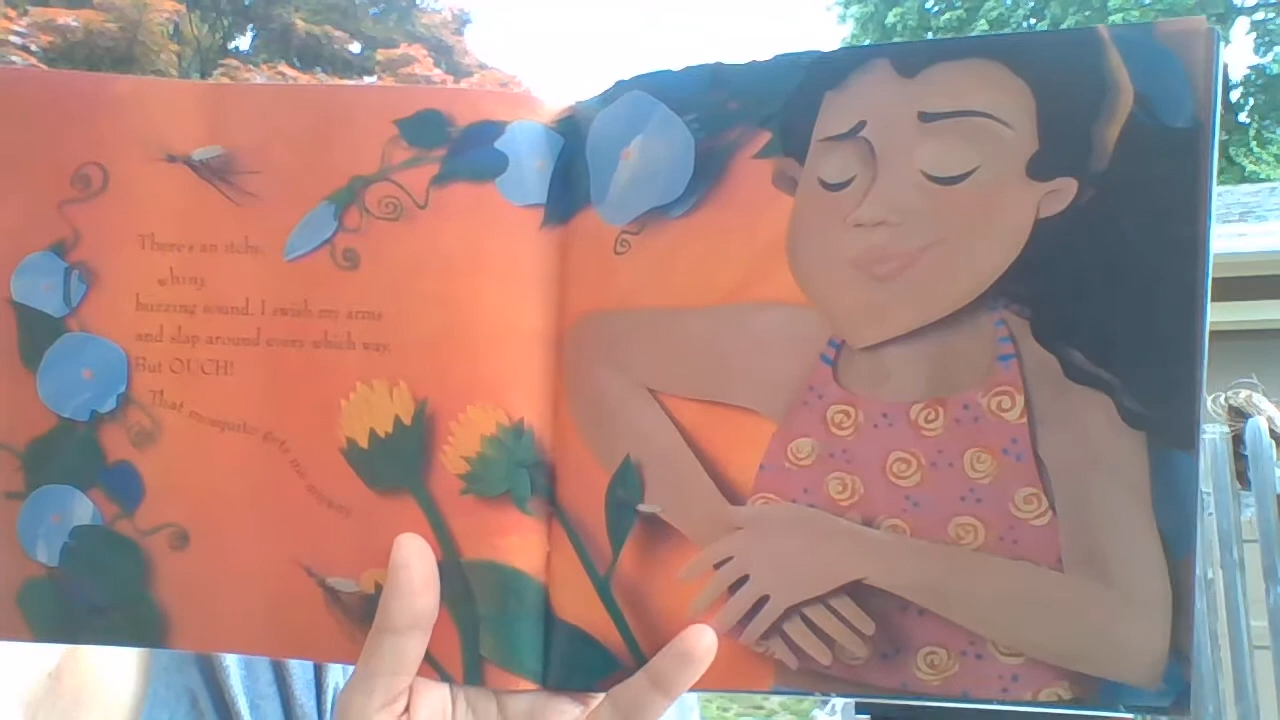 There's an itchy,
whiny,
buzzing sound. I swish my arms
and slap around every which way.
But OUCH!
That mosquito gets me anyway